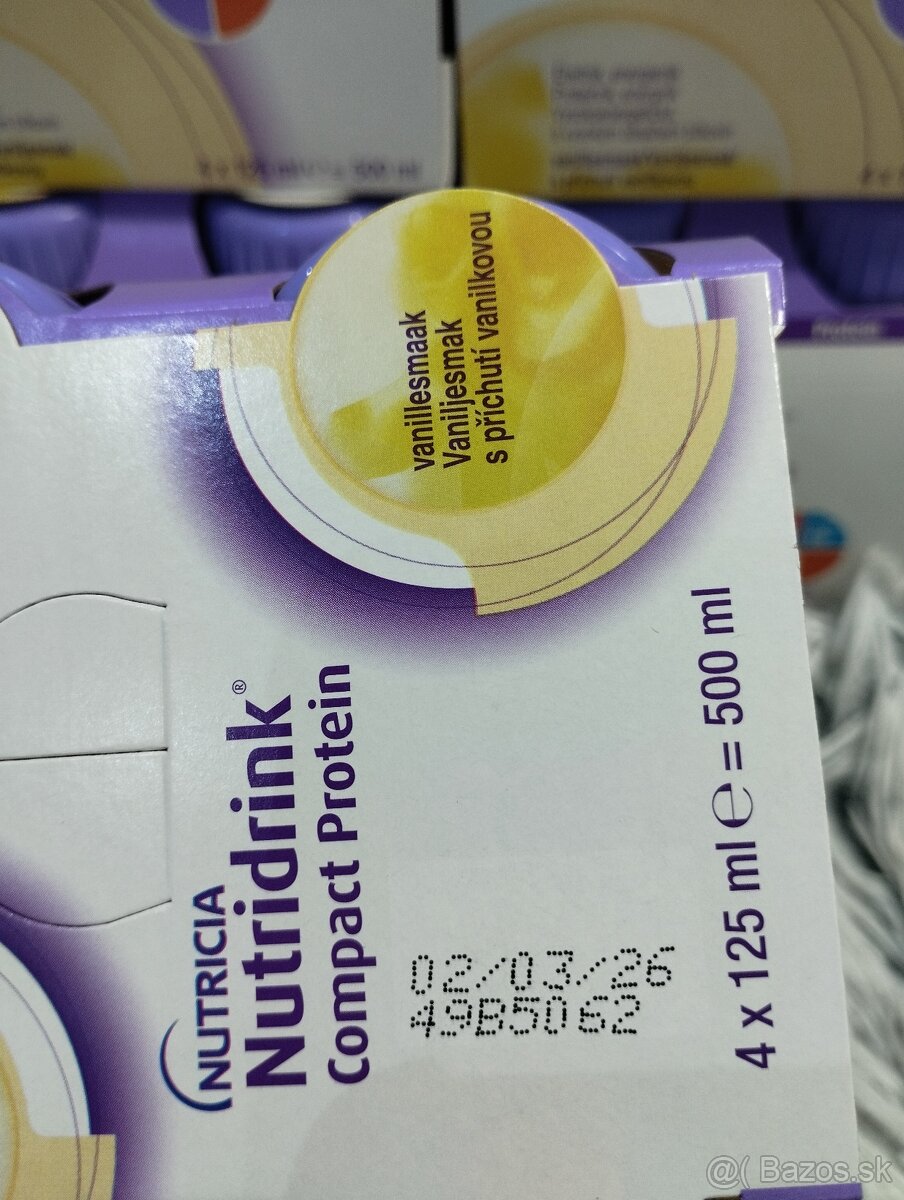 vanillesmaak
Vaniljesmak
s příchutí vanilkovou
NUTRICIA
Nutridrink®
Compact Protein
02/03/26
49B5062
4 x 125 ml ℮ = 500 ml
@( Bazos.sk